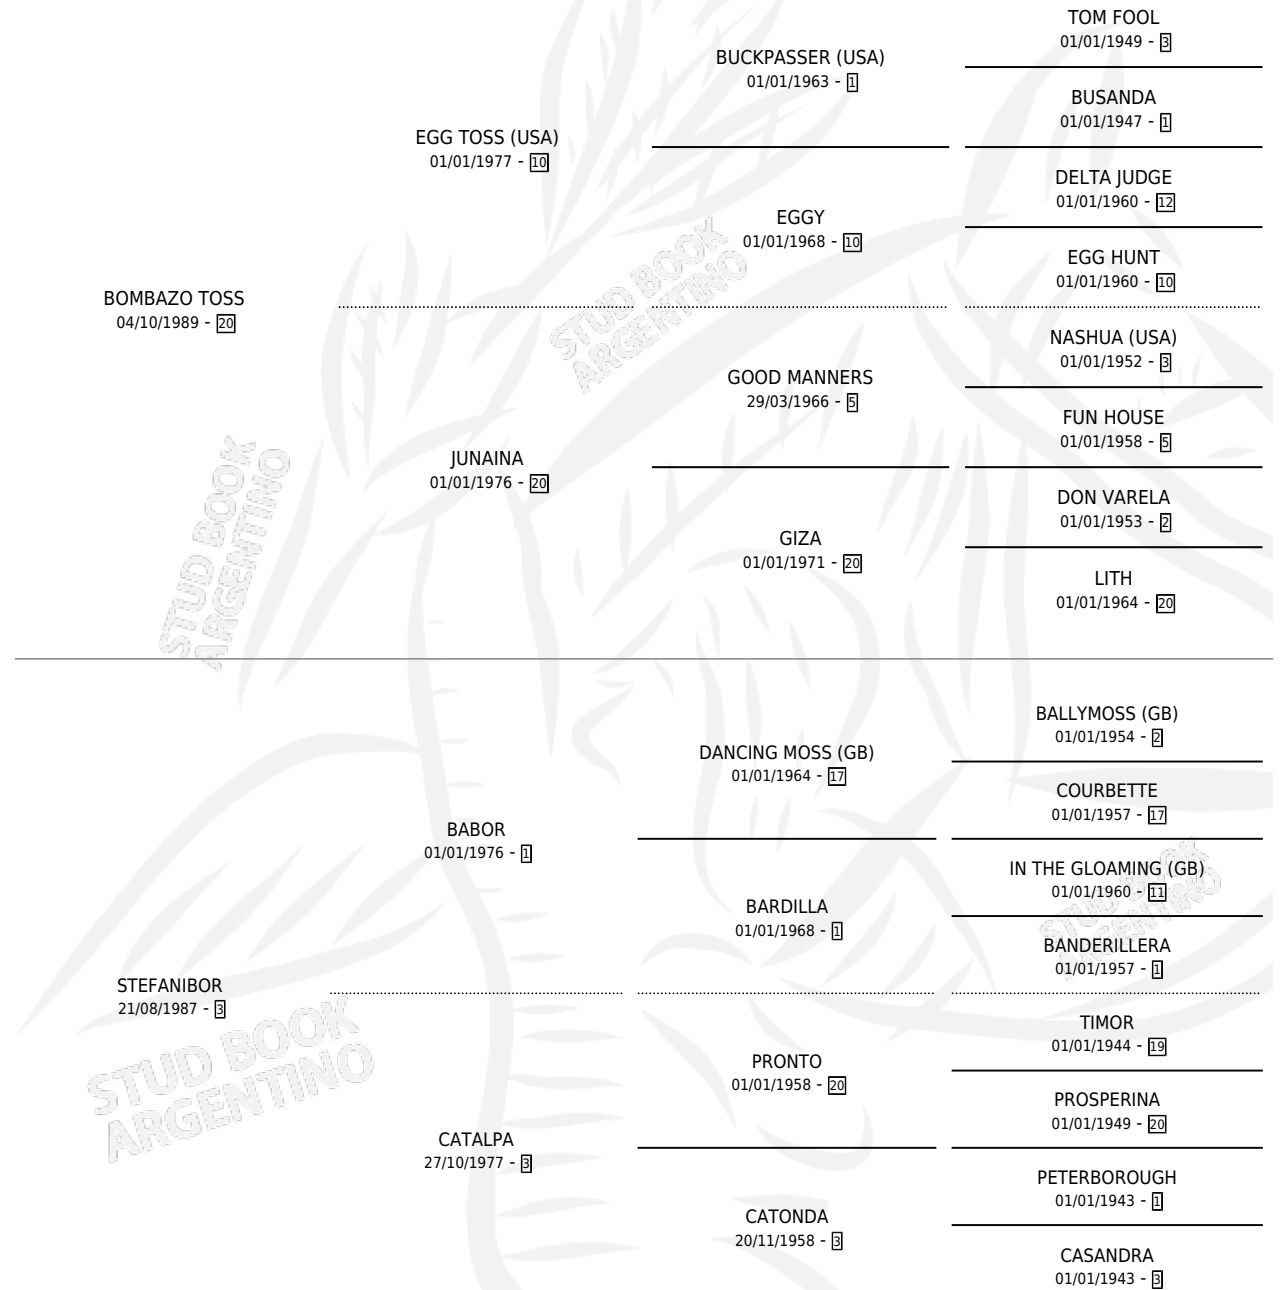 TOM FOOL
01/01/1949 - 3
BUCKPASSER (USA)
01/01/1963 - 1
BUSANDA
01/01/1947 - 1
EGG TOSS (USA)
01/01/1977 - 10
DELTA JUDGE
01/01/1960 - 12
EGGY
01/01/1968 - 10
EGG HUNT
01/01/1960 - 10
BOMBAZO TOSS
04/10/1989 - 20
STUD BOOK
ARGENTINO
NASHUA (USA)
01/01/1952 - 3
GOOD MANNERS
29/03/1966 - 5
FUN HOUSE
01/01/1958 - 5
JUNAINA
01/01/1976 - 20
DON VARELA
01/01/1953 - 2
GIZA
01/01/1971 - 20
LITH
01/01/1964 - 20
STUD BOOK
ARGENTINO
BALLYMOSS (GB)
01/01/1954 - 2
DANCING MOSS (GB)
01/01/1964 - 17
COURBETTE
01/01/1957 - 17
BABOR
01/01/1976 - 1
IN THE GLOAMING (GB)
01/01/1960 - 11
BARDILLA
01/01/1968 - 1
STUD BOOK
ARGENTINO
BANDERILLERA
01/01/1957 - 1
STEFANIBOR
21/08/1987 - 3
TIMOR
01/01/1944 - 19
PRONTO
01/01/1958 - 20
PROSPERINA
01/01/1949 - 20
STUD BOOK
ARGENTINO
CATALPA
27/10/1977 - 3
PETERBOROUGH
01/01/1943 - 1
CATONDA
20/11/1958 - 3
CASANDRA
01/01/1943 - 3